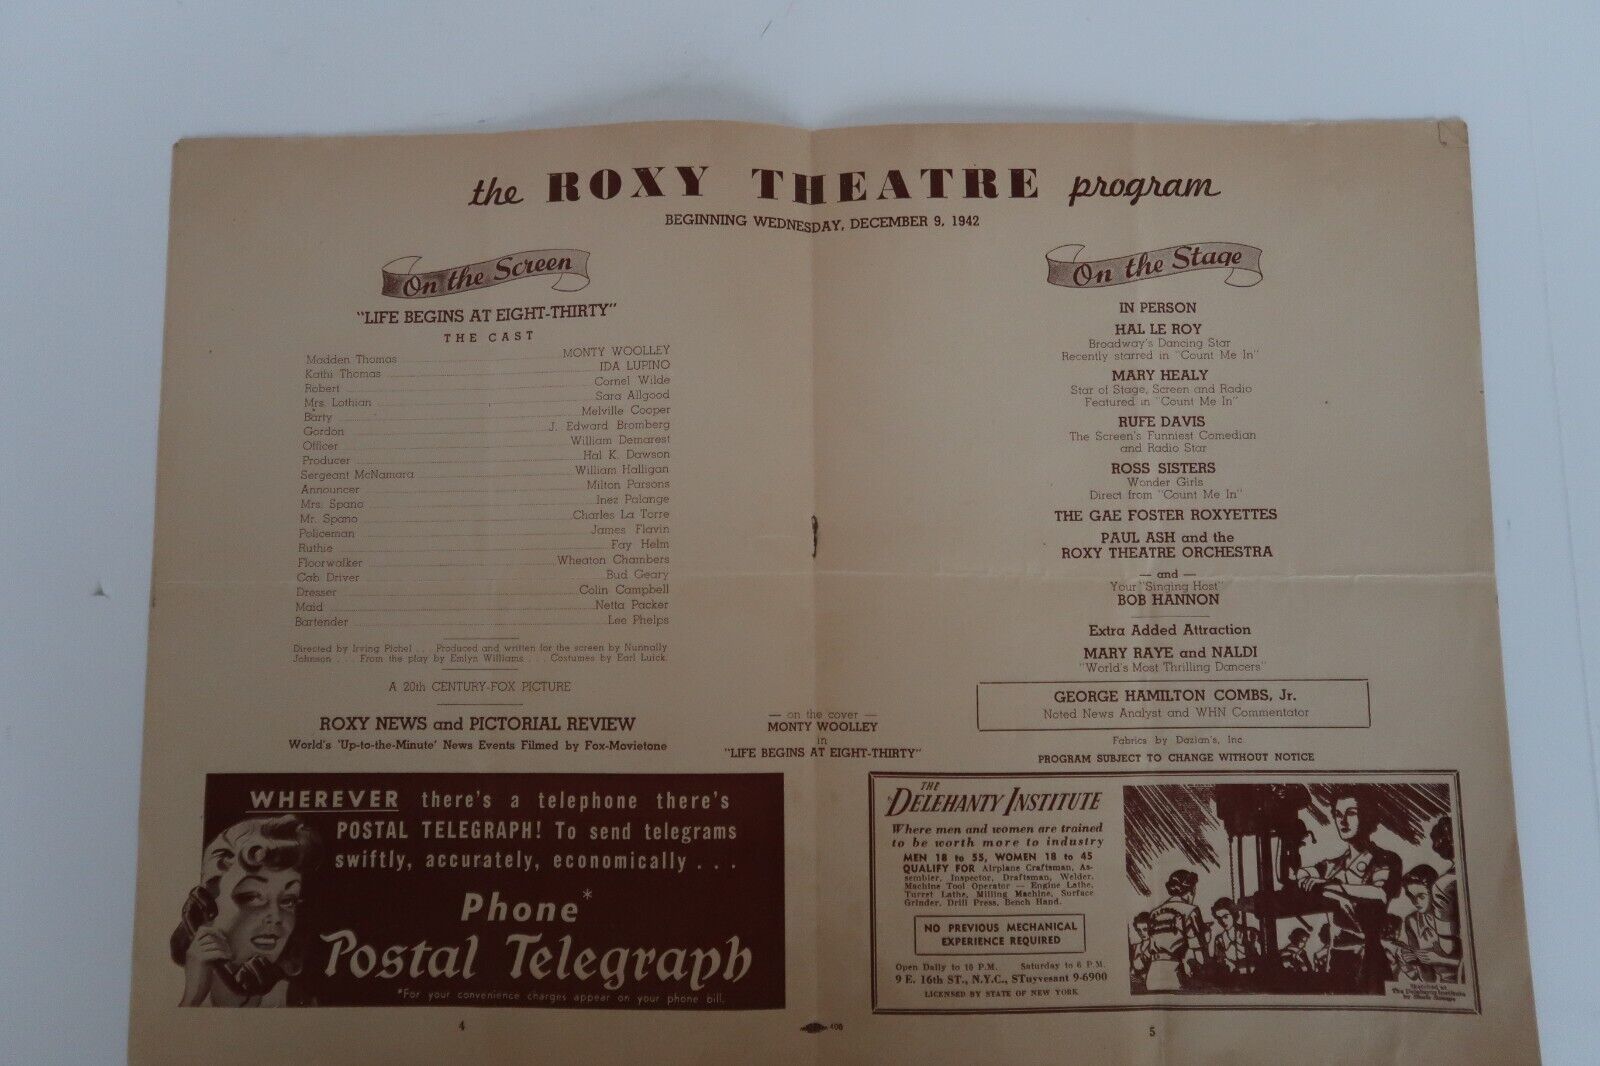 the ROXY THEATRE program
BEGINNING WEDNESDAY, DECEMBER 9, 1942
On the Screen
"LIFE BEGINS AT EIGHT-THIRTY"
THE CAST
Madden Thomas MONTY WOOLLEY
Kathi Thomas IDA LUPINO
Robert Cornel Wilde
Mrs. Lothian Sara Allgood
Barty Melville Cooper
Gordon J. Edward Bromberg
Officer William Demarest
Producer Hal K. Dawson
Sergeant McNamara William Halligan
Announcer Milton Parsons
Mrs. Spano Inez Palange
Mr. Spano Charles La Torre
Policeman James Flavin
Ruthie Fay Helm
Floorwalker Wheaton Chambers
Cab Driver Bud Geary
Dresser Colin Campbell
Maid Netta Packer
Bartender Lee Phelps
Directed by Irving Pichel . . . Produced and written for the screen by Nunnally
Johnson . . . From the play by Emlyn Williams . . . Costumes by Earl Luick.
A 20th CENTURY-FOX PICTURE
ROXY NEWS and PICTORIAL REVIEW
World's 'Up-to-the-Minute' News Events Filmed by Fox-Movietone
— on the cover —
MONTY WOOLLEY
in
"LIFE BEGINS AT EIGHT-THIRTY"
WHEREVER there's a telephone there's
POSTAL TELEGRAPH! To send telegrams
swiftly, accurately, economically . . .
Phone*
Postal Telegraph
*For your convenience charges appear on your phone bill.
4
On the Stage
IN PERSON
HAL LE ROY
Broadway's Dancing Star
Recently starred in "Count Me In"
MARY HEALY
Star of Stage, Screen and Radio
Featured in "Count Me In"
RUFE DAVIS
The Screen's Funniest Comedian
and Radio Star
ROSS SISTERS
Wonder Girls
Direct from "Count Me In"
THE GAE FOSTER ROXYETTES
PAUL ASH and the
ROXY THEATRE ORCHESTRA
— and —
Your "Singing Host"
BOB HANNON
Extra Added Attraction
MARY RAYE and NALDI
"World's Most Thrilling Dancers"
GEORGE HAMILTON COMBS, Jr.
Noted News Analyst and WHN Commentator
Fabrics by Dazian's, Inc.
PROGRAM SUBJECT TO CHANGE WITHOUT NOTICE
THE
DELEHANTY INSTITUTE
Where men and women are trained
to be worth more to industry
MEN 18 to 55, WOMEN 18 to 45
QUALIFY FOR Airplane Craftsman, As-
sembler, Inspector, Draftsman, Welder,
Machine Tool Operator — Engine Lathe,
Turret Lathe, Milling Machine, Surface
Grinder, Drill Press, Bench Hand.
NO PREVIOUS MECHANICAL
EXPERIENCE REQUIRED
Open Daily to 10 P.M. Saturday to 6 P.M.
9 E. 16th ST., N.Y.C., STuyvesant 9-6900
LICENSED BY STATE OF NEW YORK
Sketched at
The Delehanty Institute
by
408
5